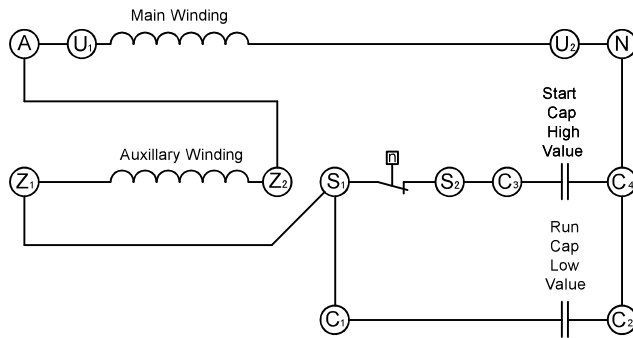 Main Winding
A U1 U2 N
Start
Cap
High
Value
Auxillary Winding
n
Z1 Z2 S1 S2 C3 C4
Run
Cap
Low
Value
C1 C2